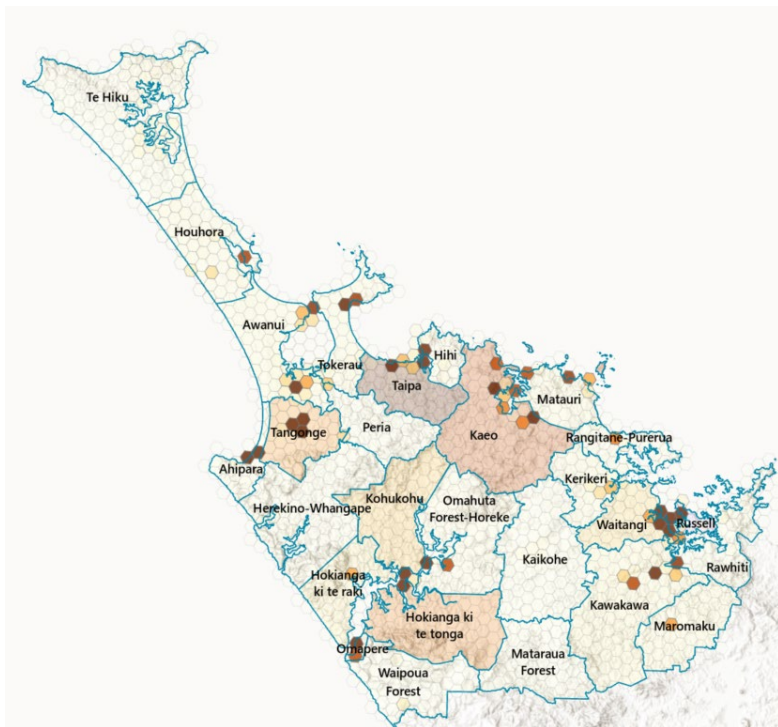 Te Hiku
Houhora
Awanui
Tokerau
Hihi
Taipa
Matauri
Peria
Tangonge
Kaeo
Rangitane-Purerua
Ahipara
Kerikeri
Kohukohu
Omahuta
Forest-Horeke
Herekino-Whangape
Waitangi
Russell
Kaikohe
Rawhiti
Hokianga
ki te raki
Kawakawa
Hokianga ki
te tonga
Maromaku
Omapere
Waipoua
Forest
Mataraua
Forest